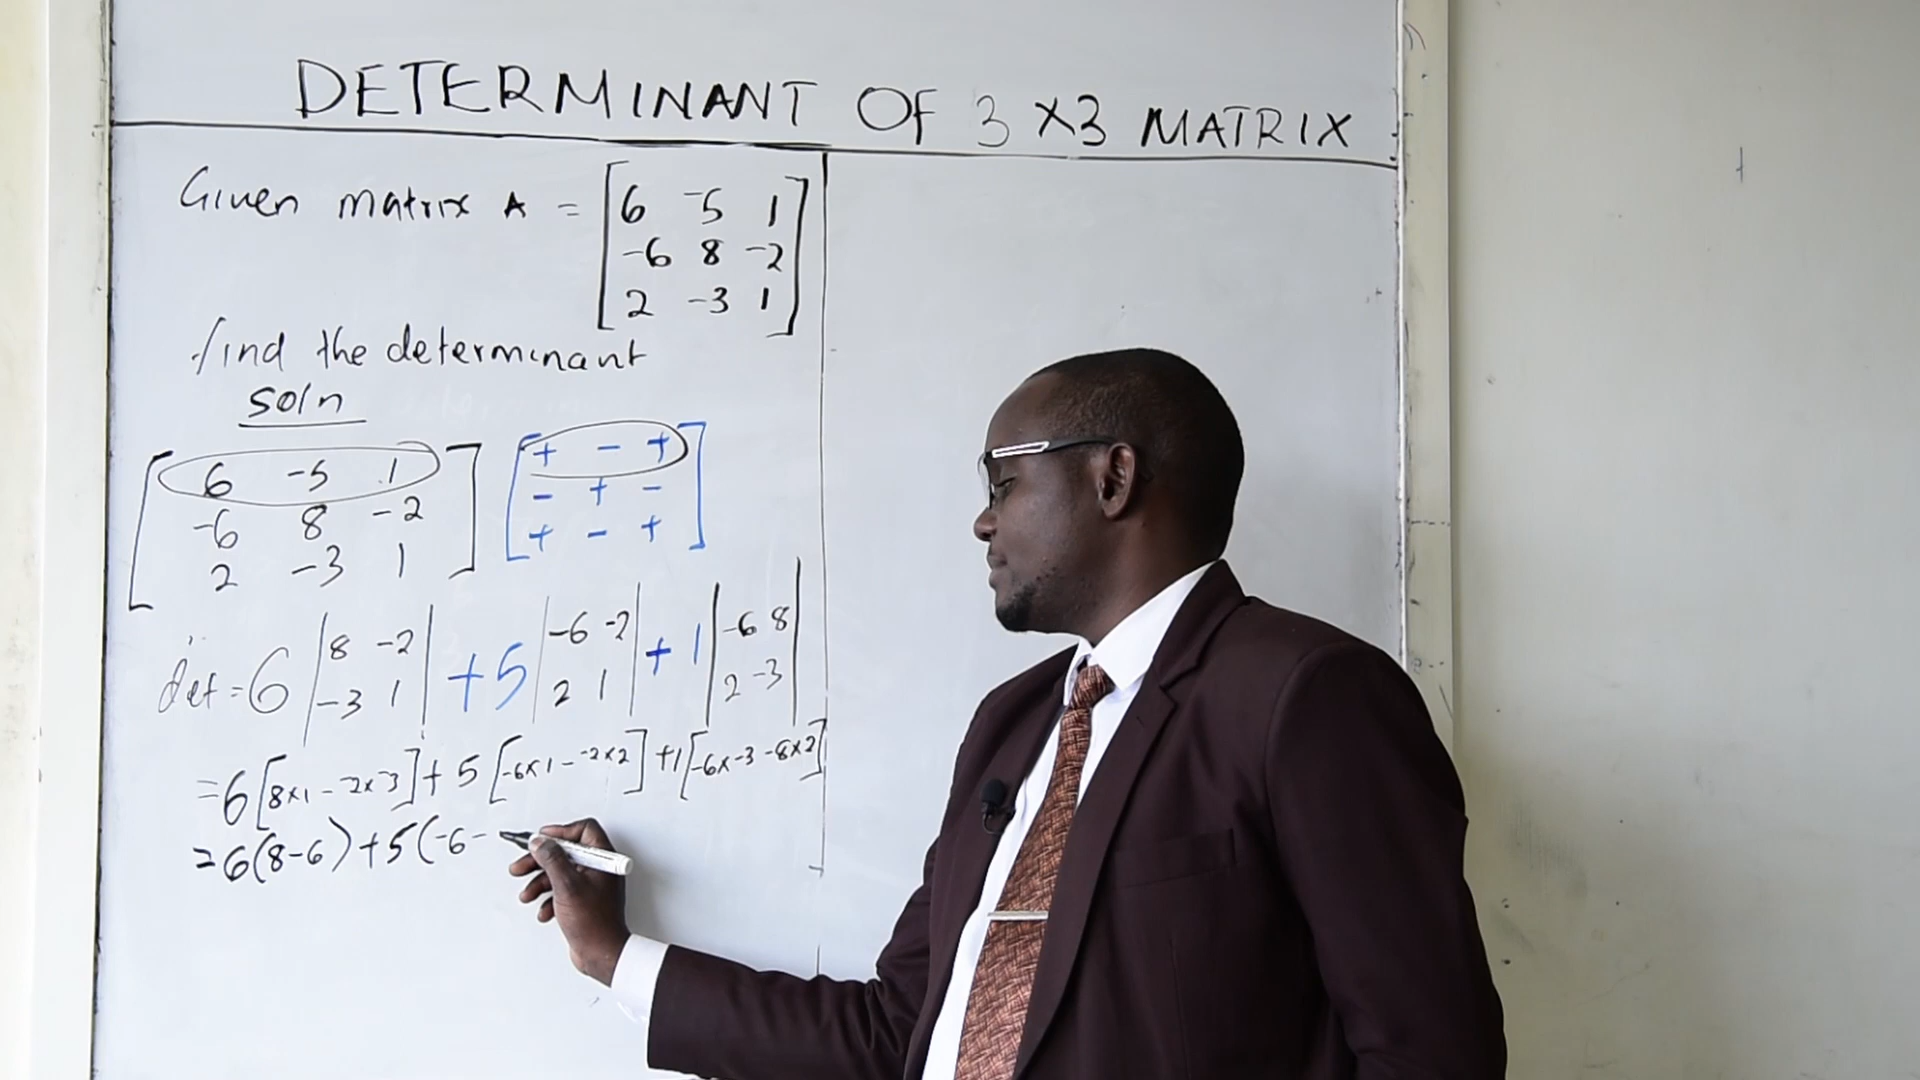 DETERMINANT OF 3 X3 MATRIX
Given matrix A = [6 -5 1
-6 8 -2
2 -3 1]
find the determinant
soln
[6 -5 1 [+ - +
-6 8 -2 - + -
2 -3 1] + - +]
det = 6 |8 -2 +5 |-6 -2 + 1 |-6 8
-3 1| 2 1| 2 -3|
= 6[8x1 - -2x-3] + 5[-6x1 - -2x2] +1[-6x-3 -8x2]
= 6(8-6) +5(-6 -